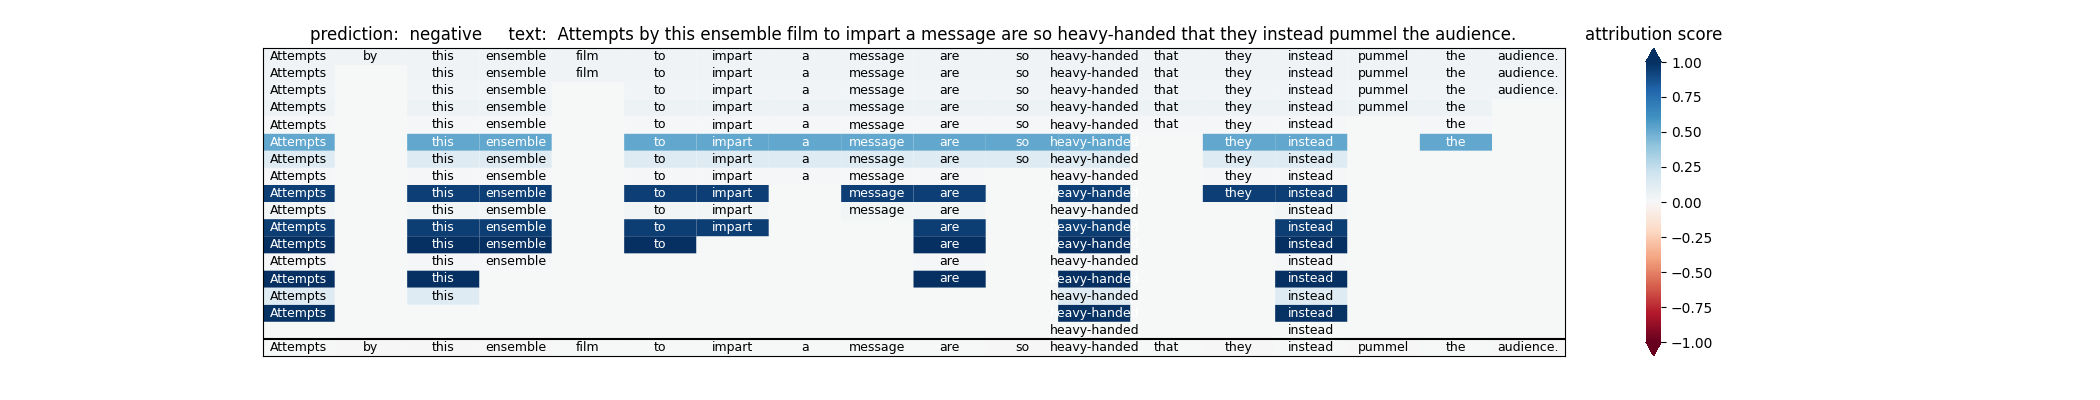 prediction:  negative     text:  Attempts by this ensemble film to impart a message are so heavy-handed that they instead pummel the audience.
attribution score
Attempts by this ensemble film to impart a message are so heavy-handed that they instead pummel the audience.
Attempts this ensemble film to impart a message are so heavy-handed that they instead pummel the audience.
Attempts this ensemble to impart a message are so heavy-handed that they instead pummel the audience.
Attempts this ensemble to impart a message are so heavy-handed that they instead pummel the
Attempts this ensemble to impart a message are so heavy-handed that they instead the
Attempts this ensemble to impart a message are so heavy-handed they instead the
Attempts this ensemble to impart a message are so heavy-handed they instead
Attempts this ensemble to impart a message are heavy-handed they instead
Attempts this ensemble to impart message are eavy-handed they instead
Attempts this ensemble to impart message are heavy-handed instead
Attempts this ensemble to impart are eavy-handed instead
Attempts this ensemble to are eavy-handed instead
Attempts this ensemble are heavy-handed instead
Attempts this are eavy-handed instead
Attempts this heavy-handed instead
Attempts eavy-handed instead
heavy-handed instead
Attempts by this ensemble film to impart a message are so heavy-handed that they instead pummel the audience.
1.00
0.75
0.50
0.25
0.00
−0.25
−0.50
−0.75
−1.00